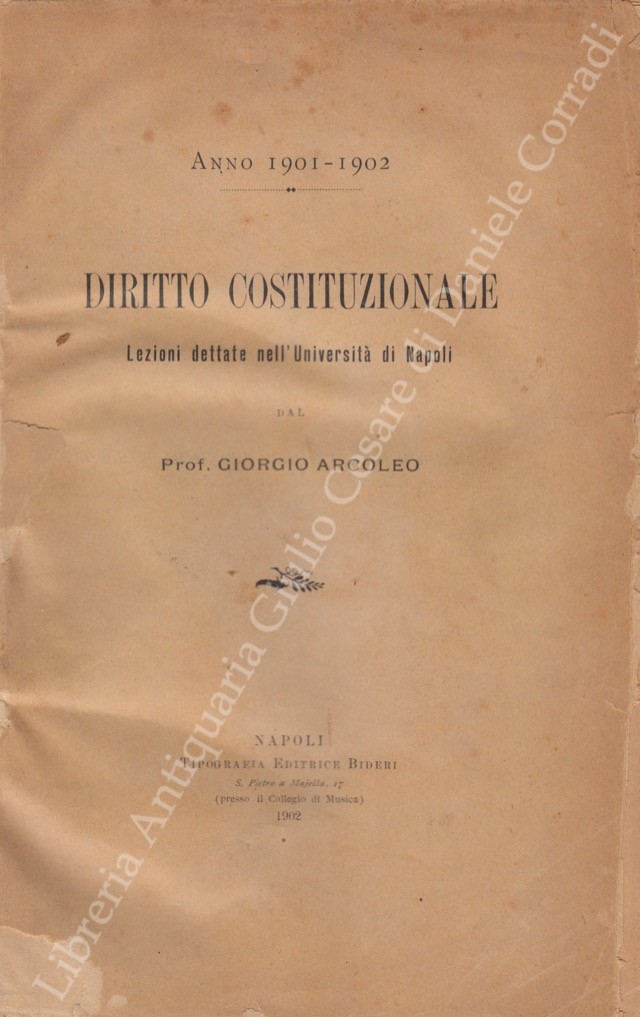 Anno 1901-1902
DIRITTO COSTITUZIONALE
Lezioni dettate nell'Università di Napoli
DAL
Prof. GIORGIO ARCOLEO
NAPOLI
Tipografia Editrice Bideri
S. Pietro a Majella, 17
(presso il Collegio di Musica)
1902
Libreria Antiquaria Giulio Cesare di Daniele Corradi